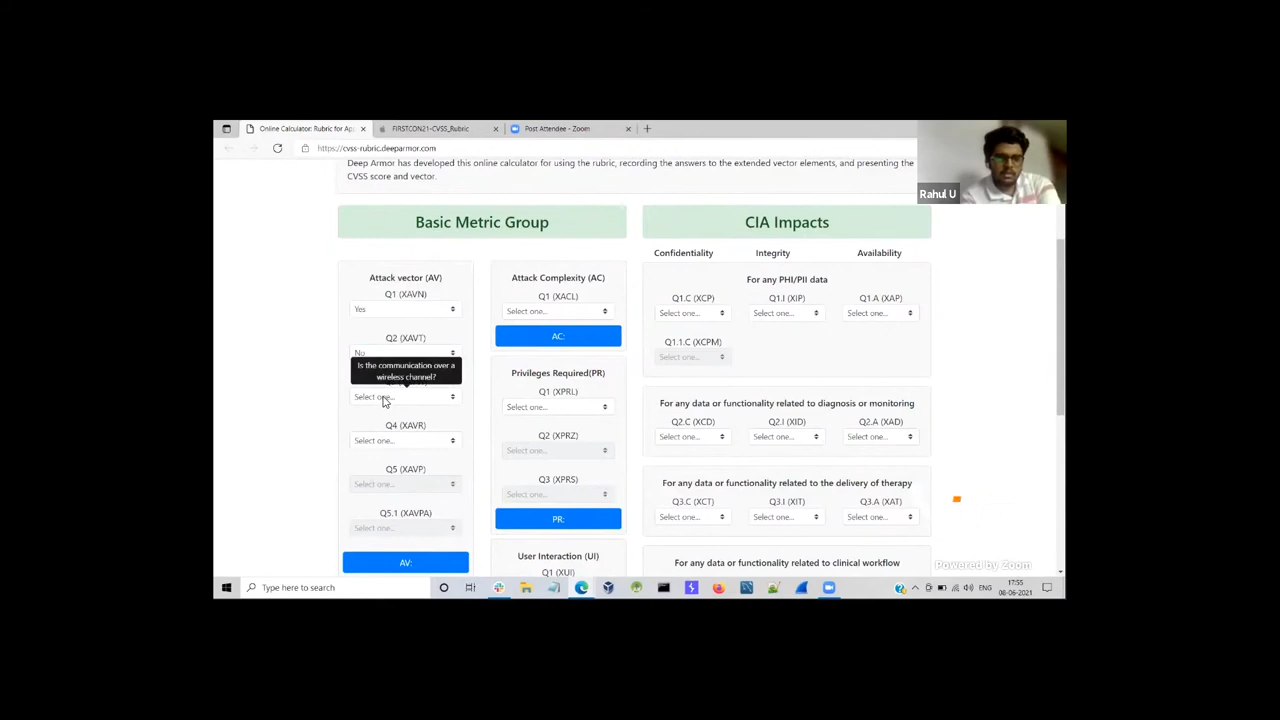 Online Calculator: Rubric for Ap
FIRSTCON21-CVSS_Rubric
Post Attendee - Zoom
https://cvss-rubric.deeparmor.com
Deep Armor has developed this online calculator for using the rubric, recording the answers to the extended vector elements, and presenting the
CVSS score and vector.
Rahul U
Basic Metric Group
CIA Impacts
Confidentiality
Integrity
Availability
Attack vector (AV)
Q1 (XAVN)
Yes
Q2 (XAVT)
No
Is the communication over a
wireless channel?
Select one...
Q4 (XAVR)
Select one...
Q5 (XAVP)
Select one...
Q5.1 (XAVPA)
Select one...
AV:
Attack Complexity (AC)
Q1 (XACL)
Select one...
AC:
Privileges Required(PR)
Q1 (XPRL)
Select one...
Q2 (XPRZ)
Select one...
Q3 (XPRS)
Select one...
PR:
User Interaction (UI)
Q1 (XUI)
For any PHI/PII data
Q1.C (XCP)
Q1.I (XIP)
Q1.A (XAP)
Select one...
Select one...
Select one...
Q1.1.C (XCPM)
Select one...
For any data or functionality related to diagnosis or monitoring
Q2.C (XCD)
Q2.I (XID)
Q2.A (XAD)
Select one...
Select one...
Select one...
For any data or functionality related to the delivery of therapy
Q3.C (XCT)
Q3.I (XIT)
Q3.A (XAT)
Select one...
Select one...
Select one...
For any data or functionality related to clinical workflow
Powered by Zoom
Type here to search
ENG
17:55
08-06-2021